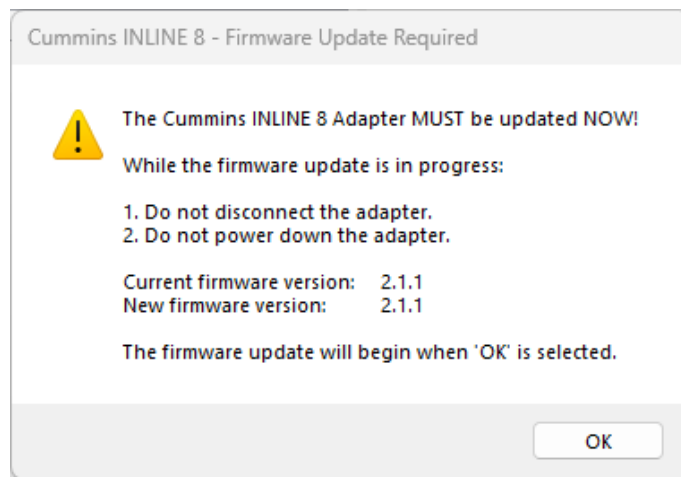 Cummins INLINE 8 - Firmware Update Required
The Cummins INLINE 8 Adapter MUST be updated NOW!
While the firmware update is in progress:
1. Do not disconnect the adapter.
2. Do not power down the adapter.
Current firmware version: 2.1.1
New firmware version: 2.1.1
The firmware update will begin when 'OK' is selected.
OK